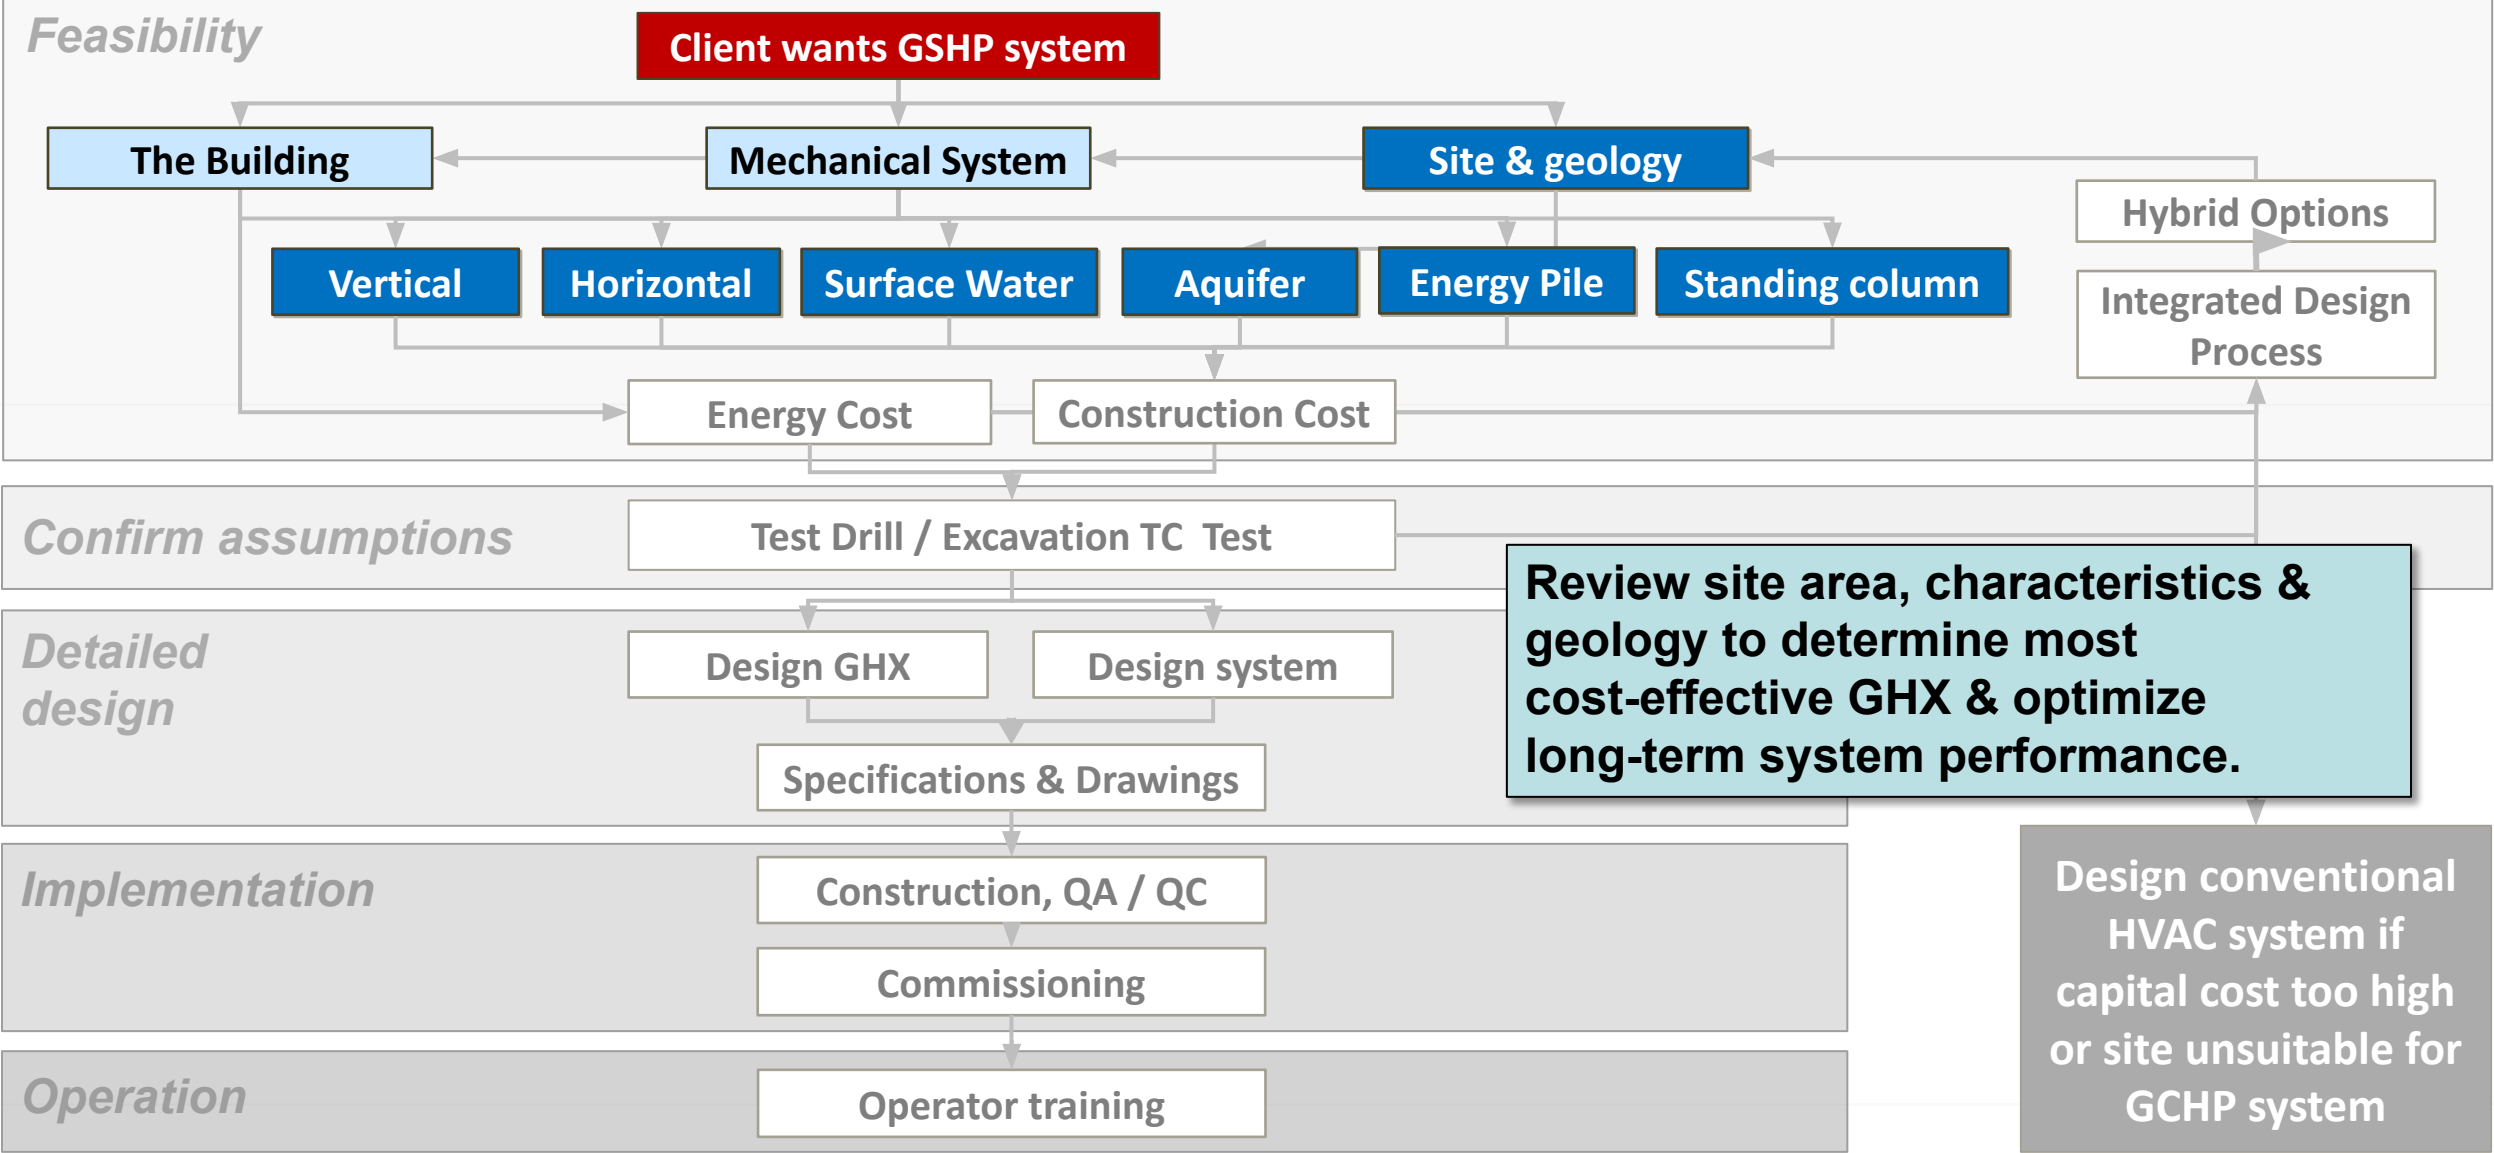 Feasibility
Client wants GSHP system
The Building
Mechanical System
Site & geology
Hybrid Options
Vertical
Horizontal
Surface Water
Aquifer
Energy Pile
Standing column
Integrated Design
Process
Energy Cost
Construction Cost
Confirm assumptions
Test Drill / Excavation TC  Test
Review site area, characteristics &
geology to determine most
cost-effective GHX & optimize
long-term system performance.
Detailed
design
Design GHX
Design system
Specifications & Drawings
Implementation
Construction, QA / QC
Commissioning
Design conventional
HVAC system if
capital cost too high
or site unsuitable for
GCHP system
Operation
Operator training